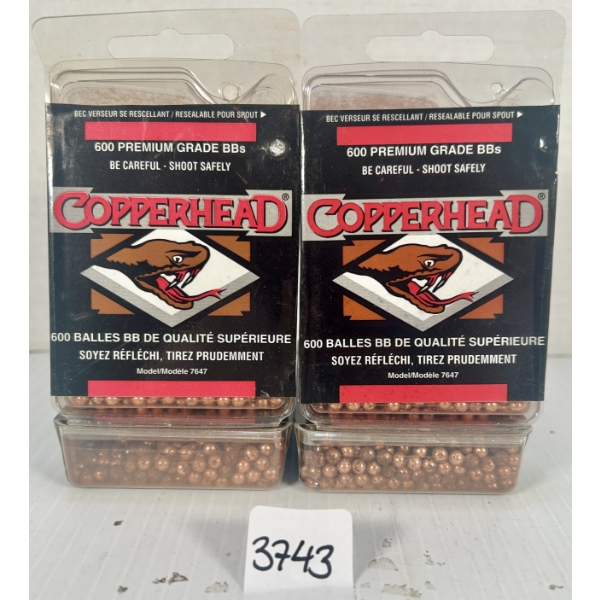 BEC VERSEUR SE RESCELLANT / RESEALABLE POUR SPOUT ▶
600 PREMIUM GRADE BBs
BE CAREFUL - SHOOT SAFELY
COPPERHEAD®
600 BALLES BB DE QUALITÉ SUPÉRIEURE
SOYEZ RÉFLÉCHI, TIREZ PRUDEMMENT
Model/Modèle 7647
BEC VERSEUR SE RESCELLANT / RESEALABLE POUR SPOUT ▶
600 PREMIUM GRADE BBs
BE CAREFUL - SHOOT SAFELY
COPPERHEAD®
600 BALLES BB DE QUALITÉ SUPÉRIEURE
SOYEZ RÉFLÉCHI, TIREZ PRUDEMMENT
Model/Modèle 7647
3743